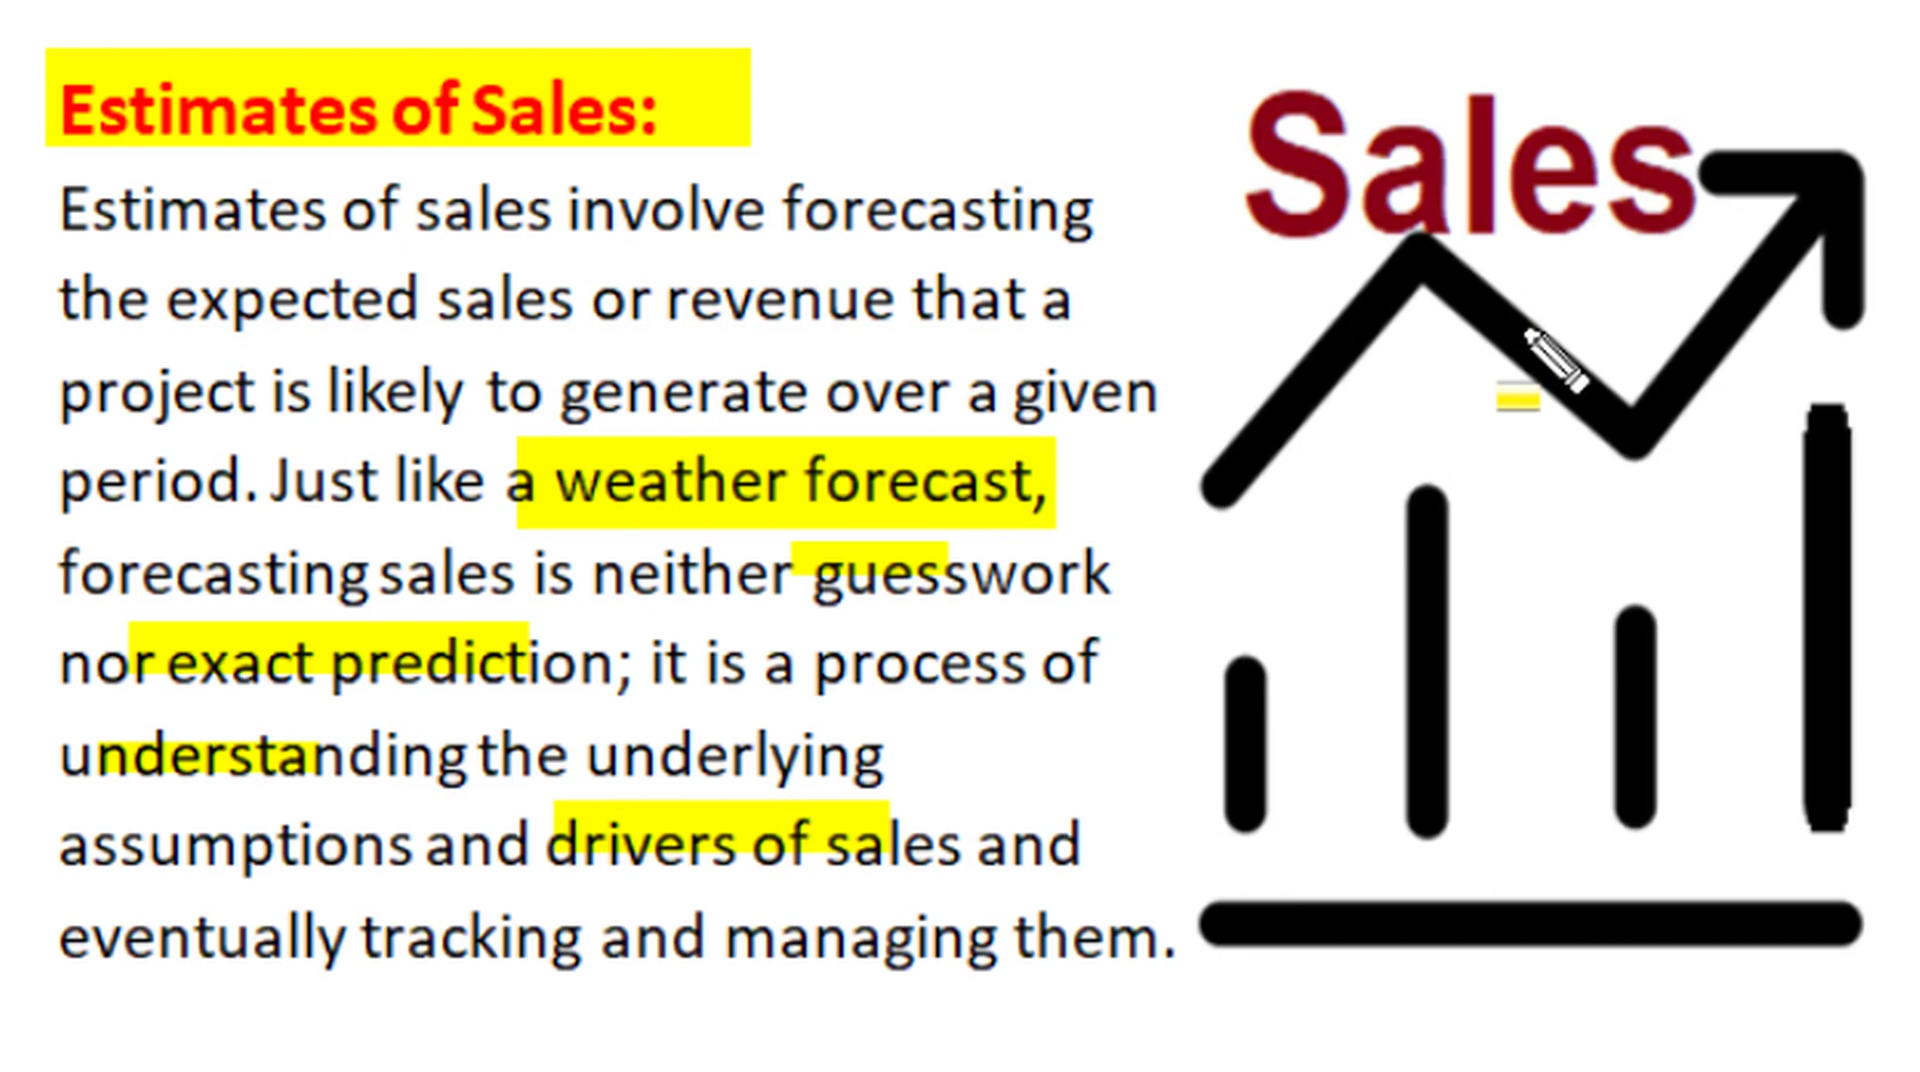 Estimates of Sales:
Estimates of sales involve forecasting
the expected sales or revenue that a
project is likely to generate over a given
period. Just like a weather forecast,
forecasting sales is neither guesswork
nor exact prediction; it is a process of
understanding the underlying
assumptions and drivers of sales and
eventually tracking and managing them.
Sales